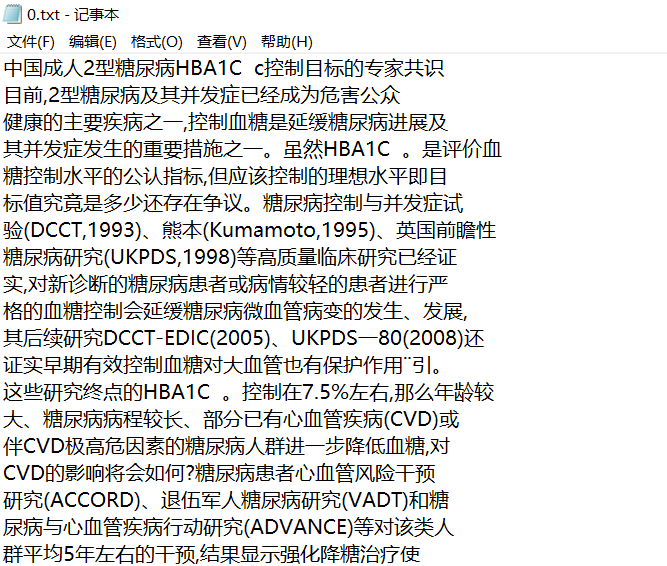 0.txt - 记事本
文件(F) 编辑(E) 格式(O) 查看(V) 帮助(H)
中国成人2型糖尿病HBA1C  c控制目标的专家共识
目前,2型糖尿病及其并发症已经成为危害公众
健康的主要疾病之一,控制血糖是延缓糖尿病进展及
其并发症发生的重要措施之一。虽然HBA1C  。是评价血
糖控制水平的公认指标,但应该控制的理想水平即目
标值究竟是多少还存在争议。糖尿病控制与并发症试
验(DCCT,1993)、熊本(Kumamoto,1995)、英国前瞻性
糖尿病研究(UKPDS,1998)等高质量临床研究已经证
实,对新诊断的糖尿病患者或病情较轻的患者进行严
格的血糖控制会延缓糖尿病微血管病变的发生、发展,
其后续研究DCCT-EDIC(2005)、UKPDS—80(2008)还
证实早期有效控制血糖对大血管也有保护作用¨引。
这些研究终点的HBA1C  。控制在7.5%左右,那么年龄较
大、糖尿病病程较长、部分已有心血管疾病(CVD)或
伴CVD极高危因素的糖尿病人群进一步降低血糖,对
CVD的影响将会如何?糖尿病患者心血管风险干预
研究(ACCORD)、退伍军人糖尿病研究(VADT)和糖
尿病与心血管疾病行动研究(ADVANCE)等对该类人
群平均5年左右的干预,结果显示强化降糖治疗使